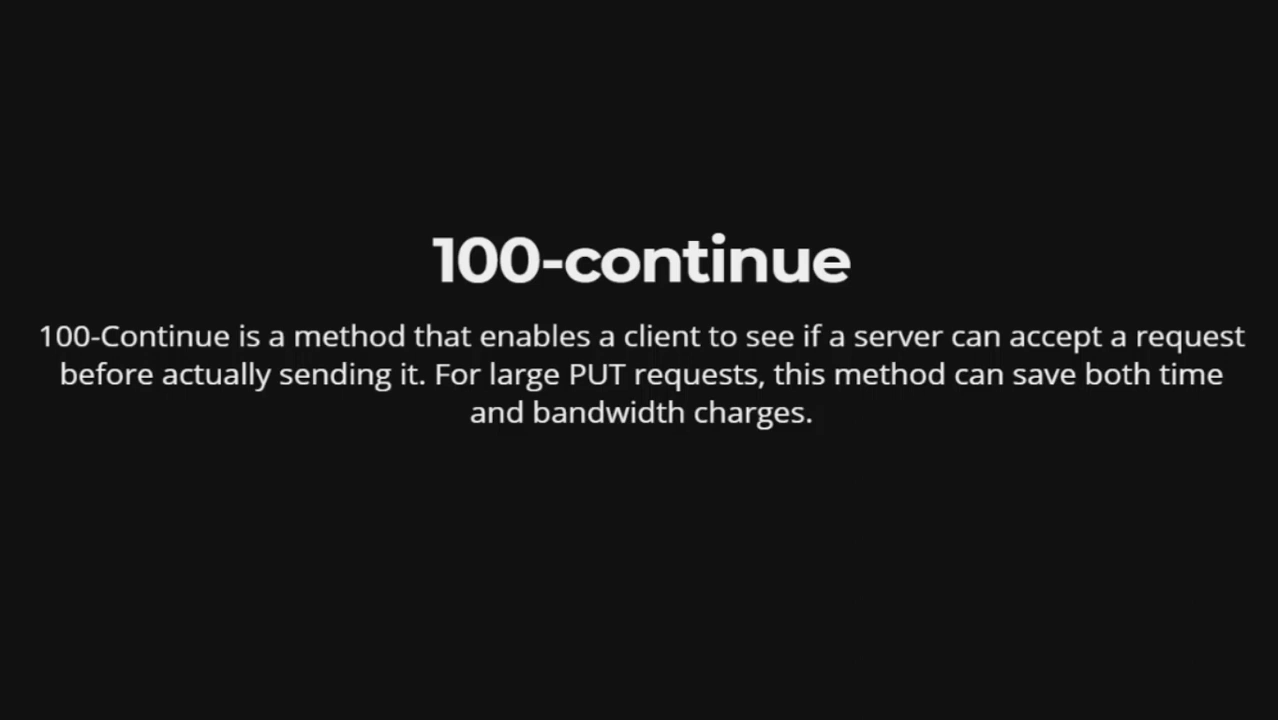 100-continue
100-Continue is a method that enables a client to see if a server can accept a request
before actually sending it. For large PUT requests, this method can save both time
and bandwidth charges.